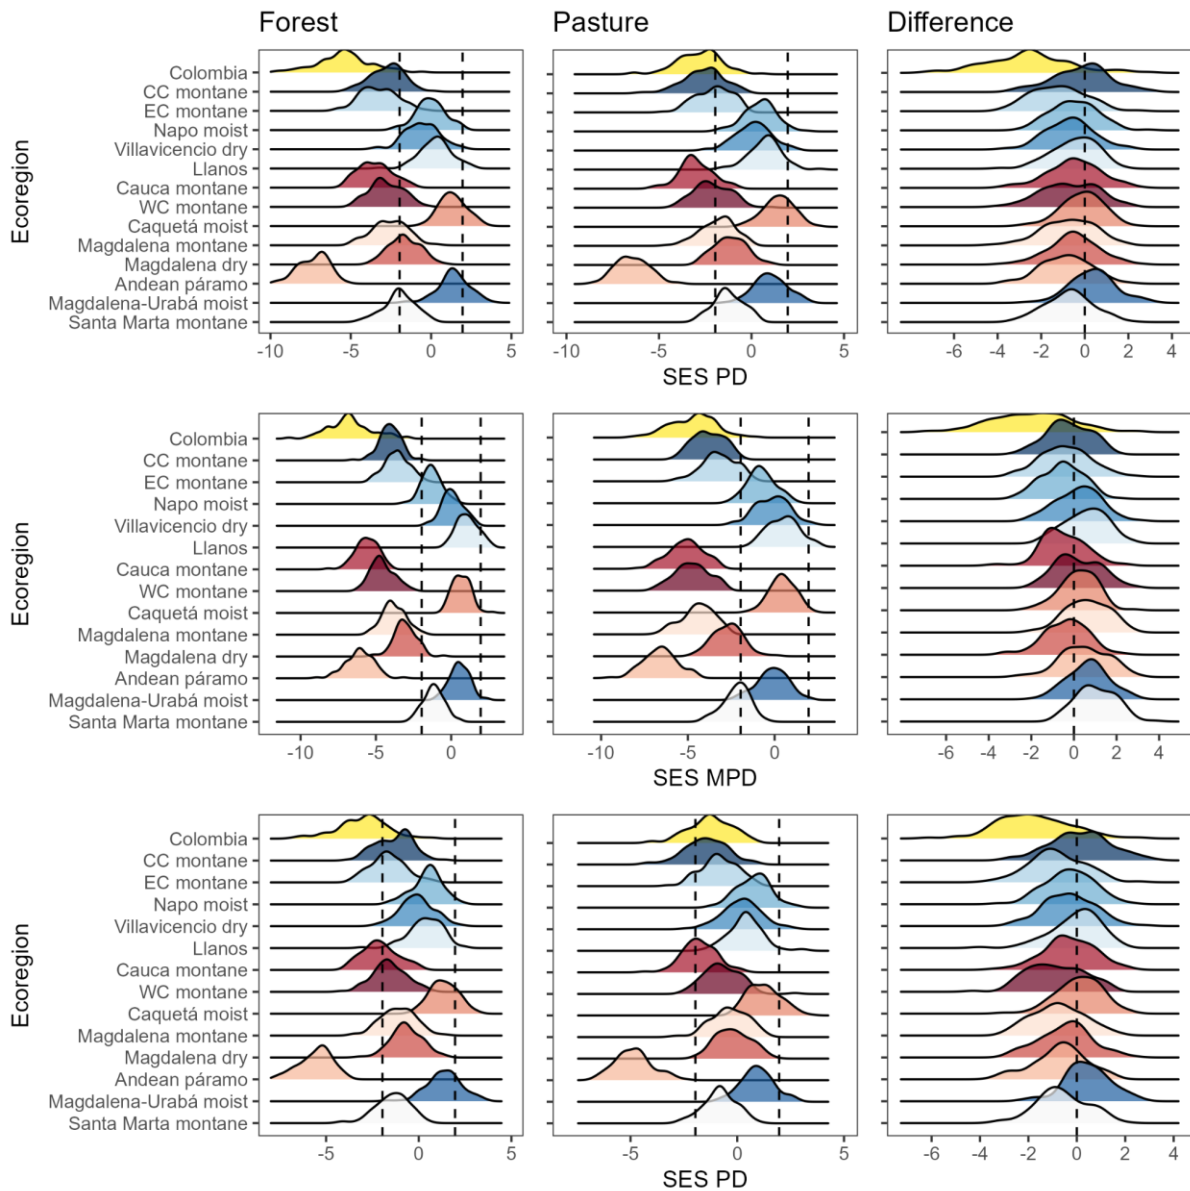 Forest Pasture Difference
Ecoregion
Colombia
CC montane
EC montane
Napo moist
Villavicencio dry
Llanos
Cauca montane
WC montane
Caquetá moist
Magdalena montane
Magdalena dry
Andean páramo
Magdalena-Urabá moist
Santa Marta montane
-10 -5 0 5 -10 -5 0 5 -6 -4 -2 0 2 4
SES PD
Ecoregion
Colombia
CC montane
EC montane
Napo moist
Villavicencio dry
Llanos
Cauca montane
WC montane
Caquetá moist
Magdalena montane
Magdalena dry
Andean páramo
Magdalena-Urabá moist
Santa Marta montane
-10 -5 0 -10 -5 0 -6 -4 -2 0 2 4
SES MPD
Ecoregion
Colombia
CC montane
EC montane
Napo moist
Villavicencio dry
Llanos
Cauca montane
WC montane
Caquetá moist
Magdalena montane
Magdalena dry
Andean páramo
Magdalena-Urabá moist
Santa Marta montane
-5 0 5 -5 0 5 -6 -4 -2 0 2 4
SES PD